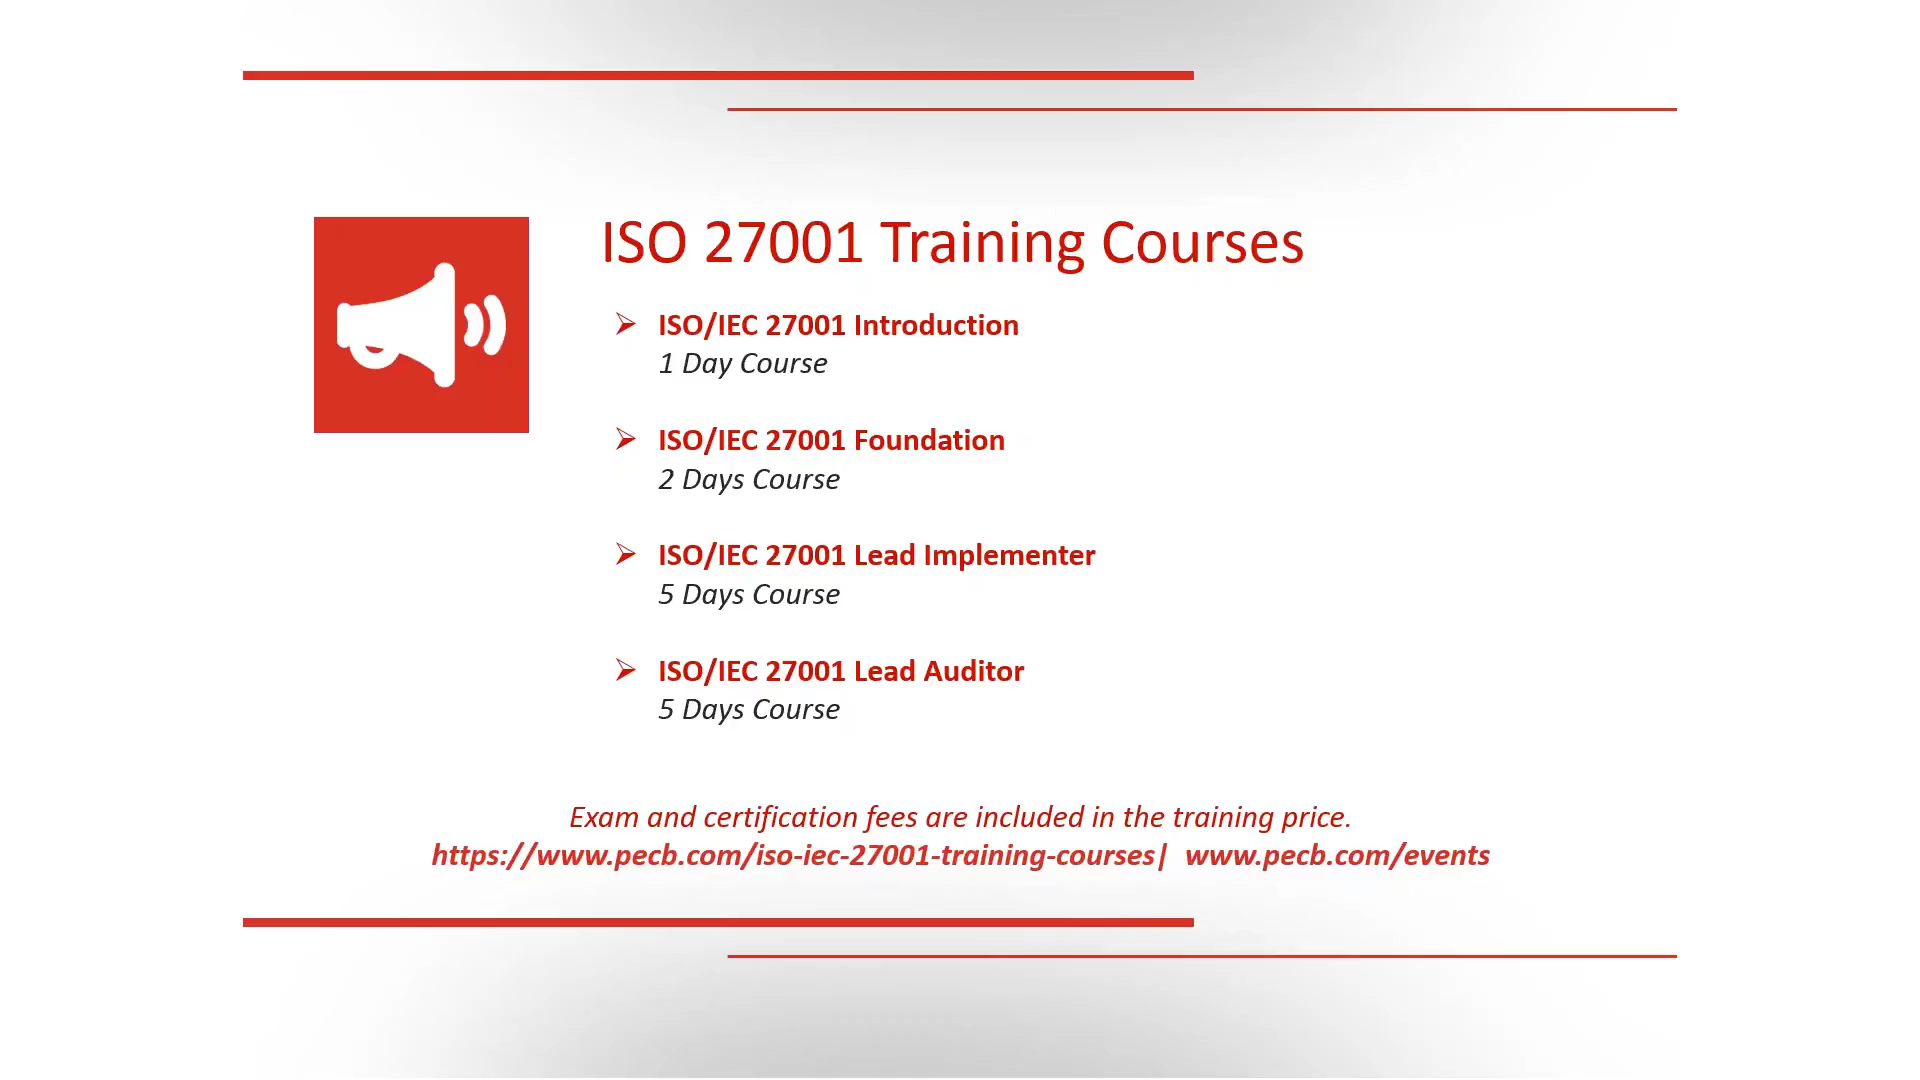 ISO 27001 Training Courses
ISO/IEC 27001 Introduction
1 Day Course
ISO/IEC 27001 Foundation
2 Days Course
ISO/IEC 27001 Lead Implementer
5 Days Course
ISO/IEC 27001 Lead Auditor
5 Days Course
Exam and certification fees are included in the training price.
https://www.pecb.com/iso-iec-27001-training-courses| www.pecb.com/events